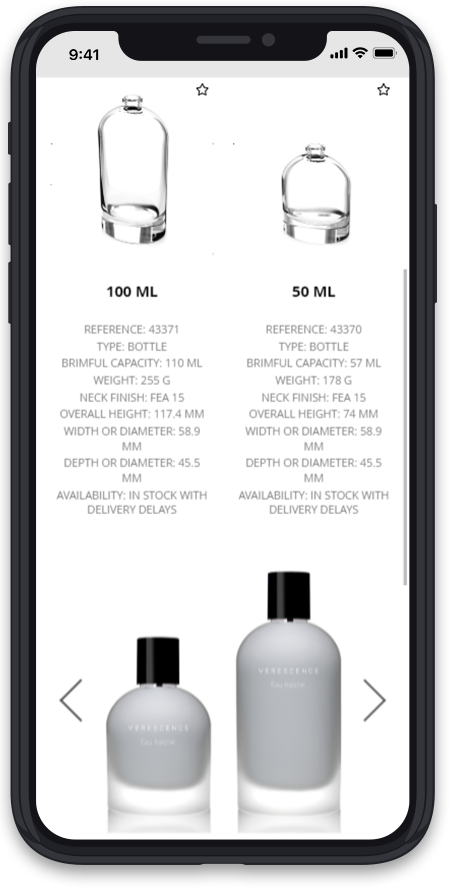 9:41
100 ML
REFERENCE: 43371
TYPE: BOTTLE
BRIMFUL CAPACITY: 110 ML
WEIGHT: 255 G
NECK FINISH: FEA 15
OVERALL HEIGHT: 117.4 MM
WIDTH OR DIAMETER: 58.9
MM
DEPTH OR DIAMETER: 45.5
MM
AVAILABILITY: IN STOCK WITH
DELIVERY DELAYS
50 ML
REFERENCE: 43370
TYPE: BOTTLE
BRIMFUL CAPACITY: 57 ML
WEIGHT: 178 G
NECK FINISH: FEA 15
OVERALL HEIGHT: 74 MM
WIDTH OR DIAMETER: 58.9
MM
DEPTH OR DIAMETER: 45.5
MM
AVAILABILITY: IN STOCK WITH
DELIVERY DELAYS
VERESCENCE
Eau fraîche
VERESCENCE
Eau fraîche